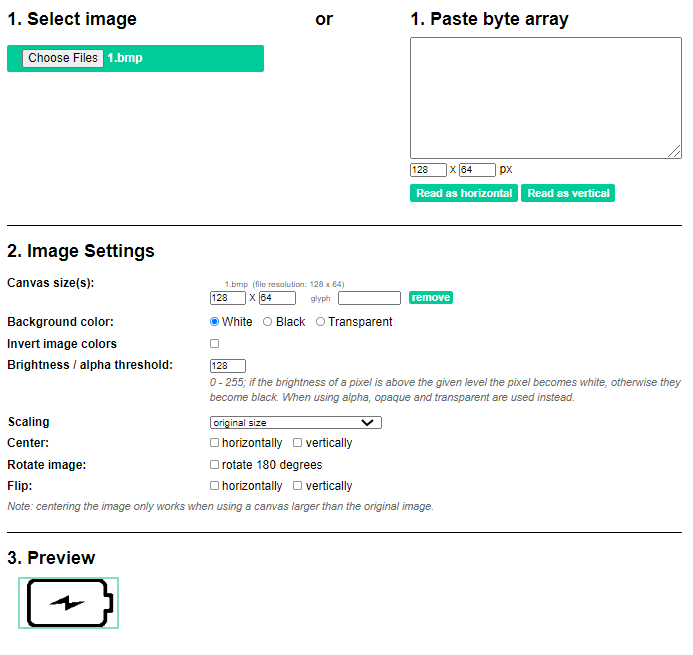 1. Select image
or
1. Paste byte array
Choose Files 1.bmp
128 X 64 px
Read as horizontal Read as vertical
2. Image Settings
Canvas size(s):
1.bmp (file resolution: 128 x 64)
128 X 64 glyph remove
Background color: White Black Transparent
Invert image colors
Brightness / alpha threshold: 128
0 - 255; if the brightness of a pixel is above the given level the pixel becomes white, otherwise they
become black. When using alpha, opaque and transparent are used instead.
Scaling original size
Center: horizontally vertically
Rotate image: rotate 180 degrees
Flip: horizontally vertically
Note: centering the image only works when using a canvas larger than the original image.
3. Preview